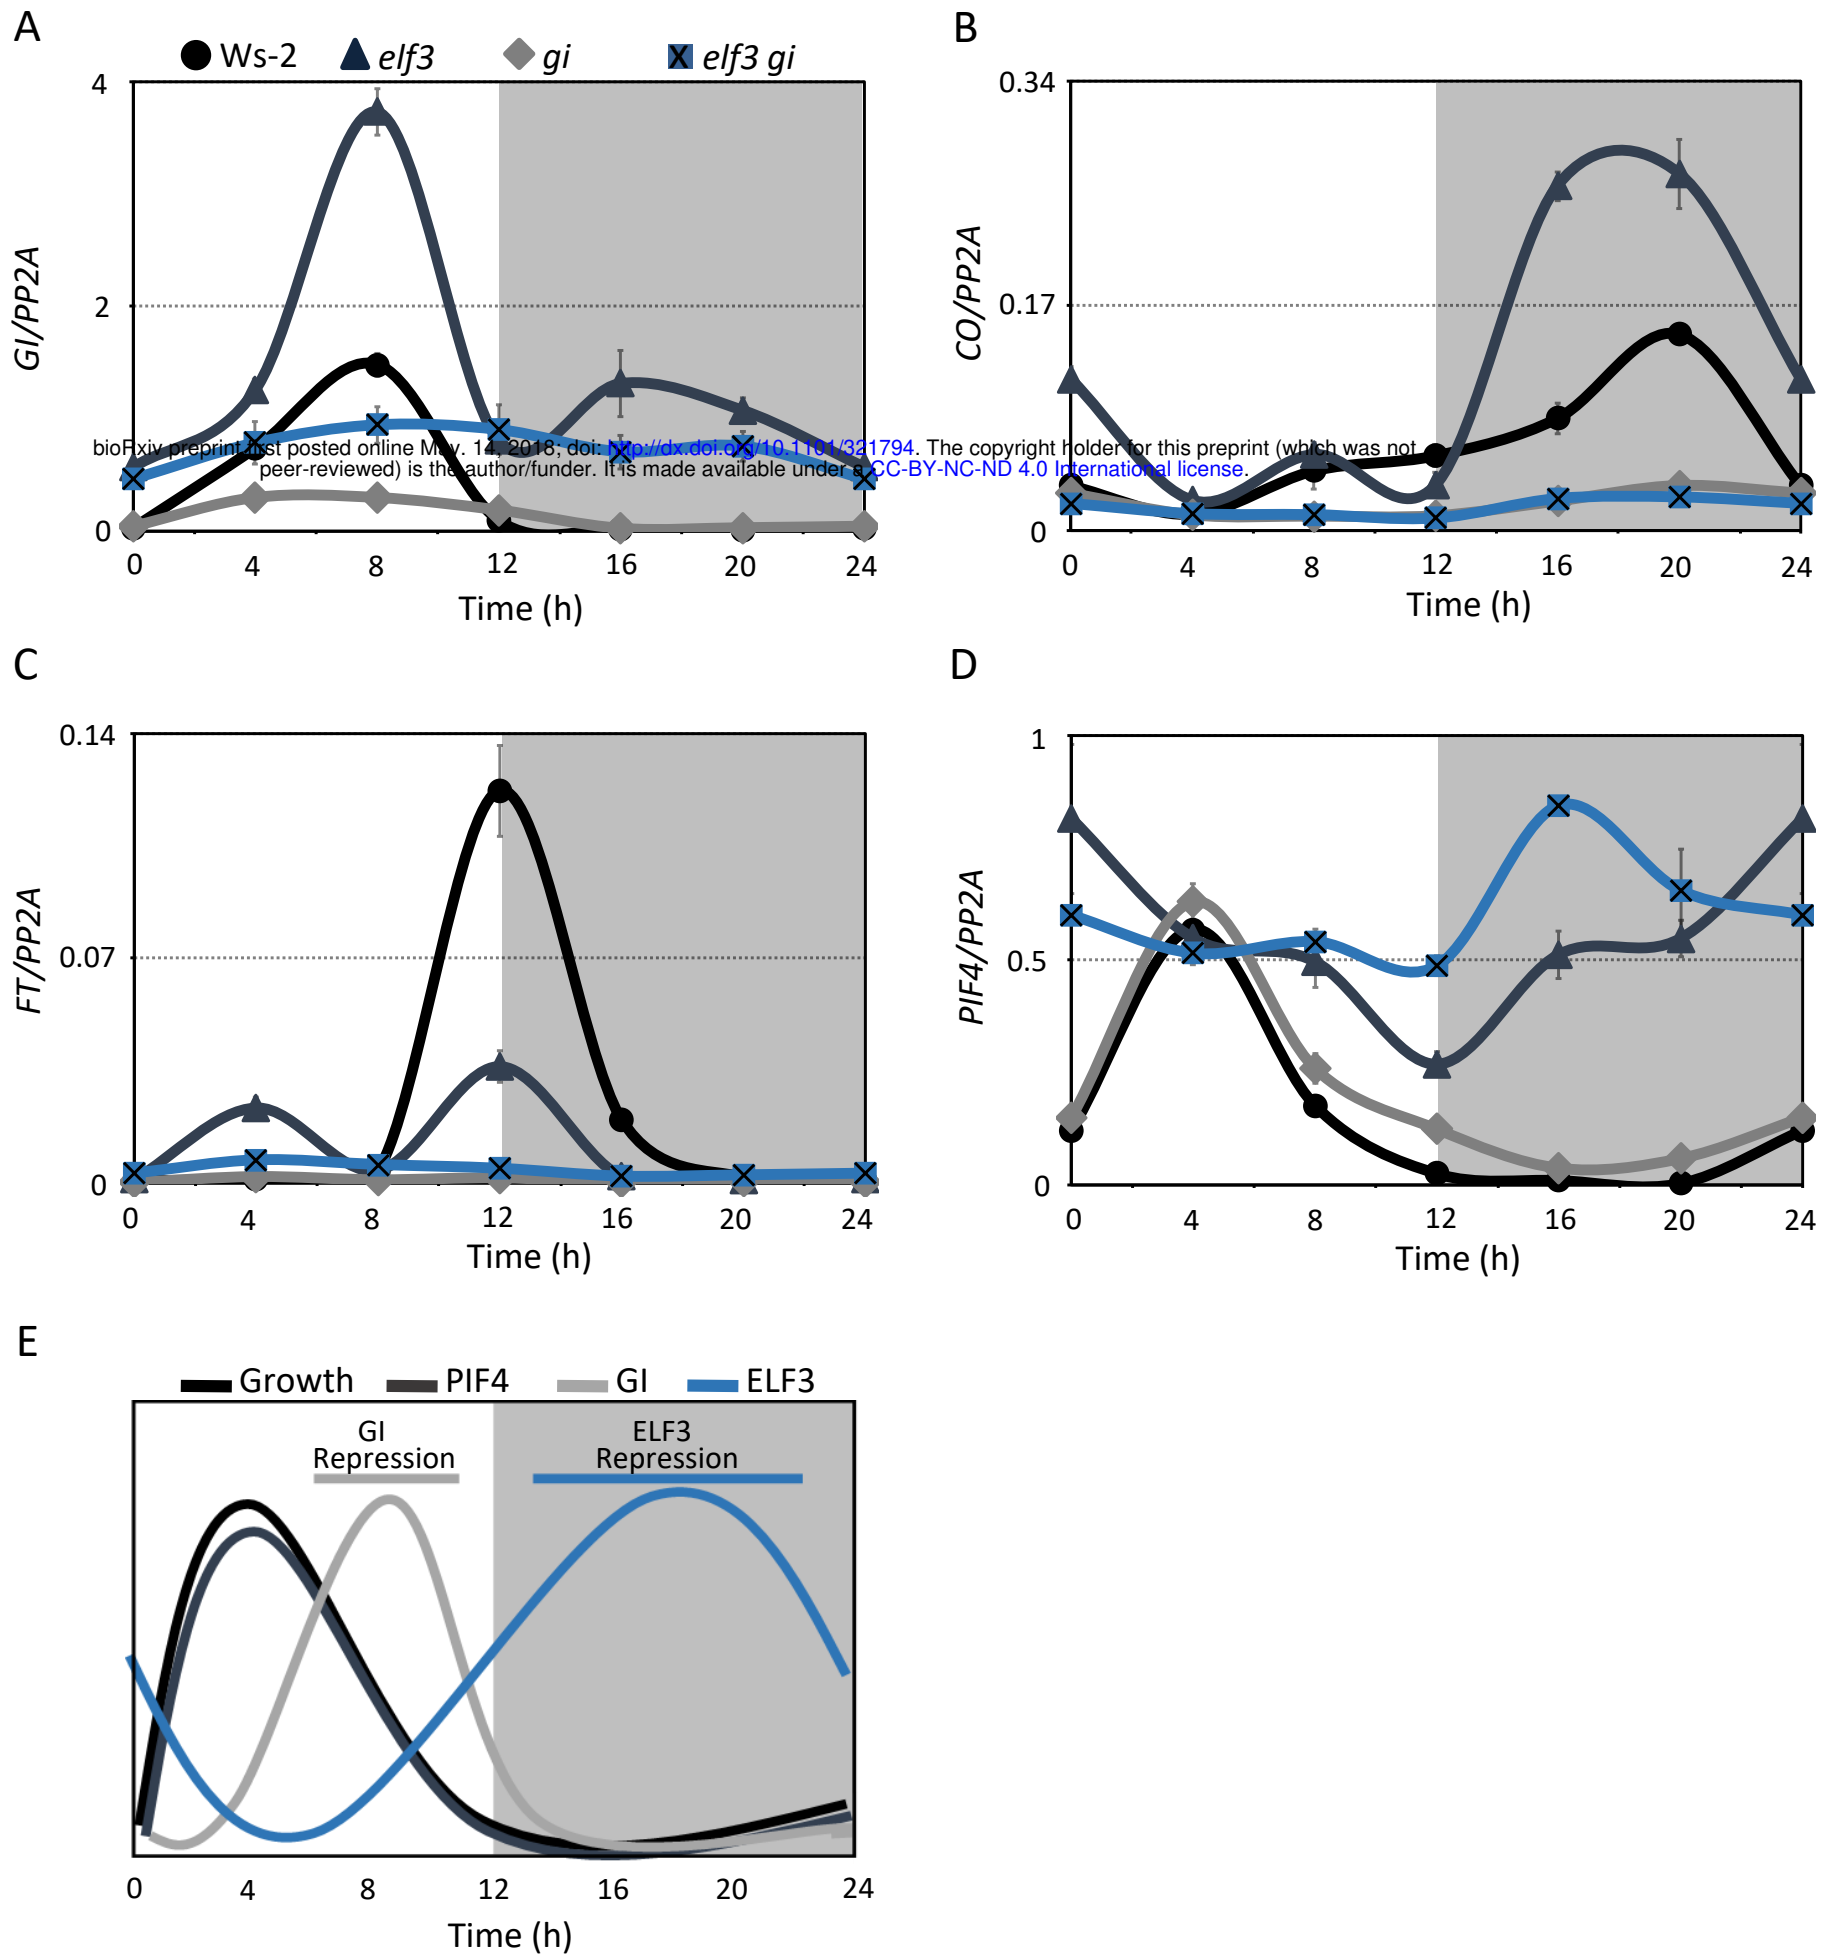 A
B
Ws-2 elf3 gi elf3 gi
4
2
0
GI/PP2A
0 4 8 12 16 20 24
Time (h)
0.34
0.17
0
CO/PP2A
0 4 8 12 16 20 24
Time (h)
bioRxiv preprint first posted online May. 14, 2018; doi: http://dx.doi.org/10.1101/321794. The copyright holder for this preprint (which was not
peer-reviewed) is the author/funder. It is made available under a CC-BY-NC-ND 4.0 International license.
C
D
0.14
0.07
0
FT/PP2A
0 4 8 12 16 20 24
Time (h)
1
0.5
0
PIF4/PP2A
0 4 8 12 16 20 24
Time (h)
E
Growth PIF4 GI ELF3
GI
Repression
ELF3
Repression
0 4 8 12 16 20 24
Time (h)